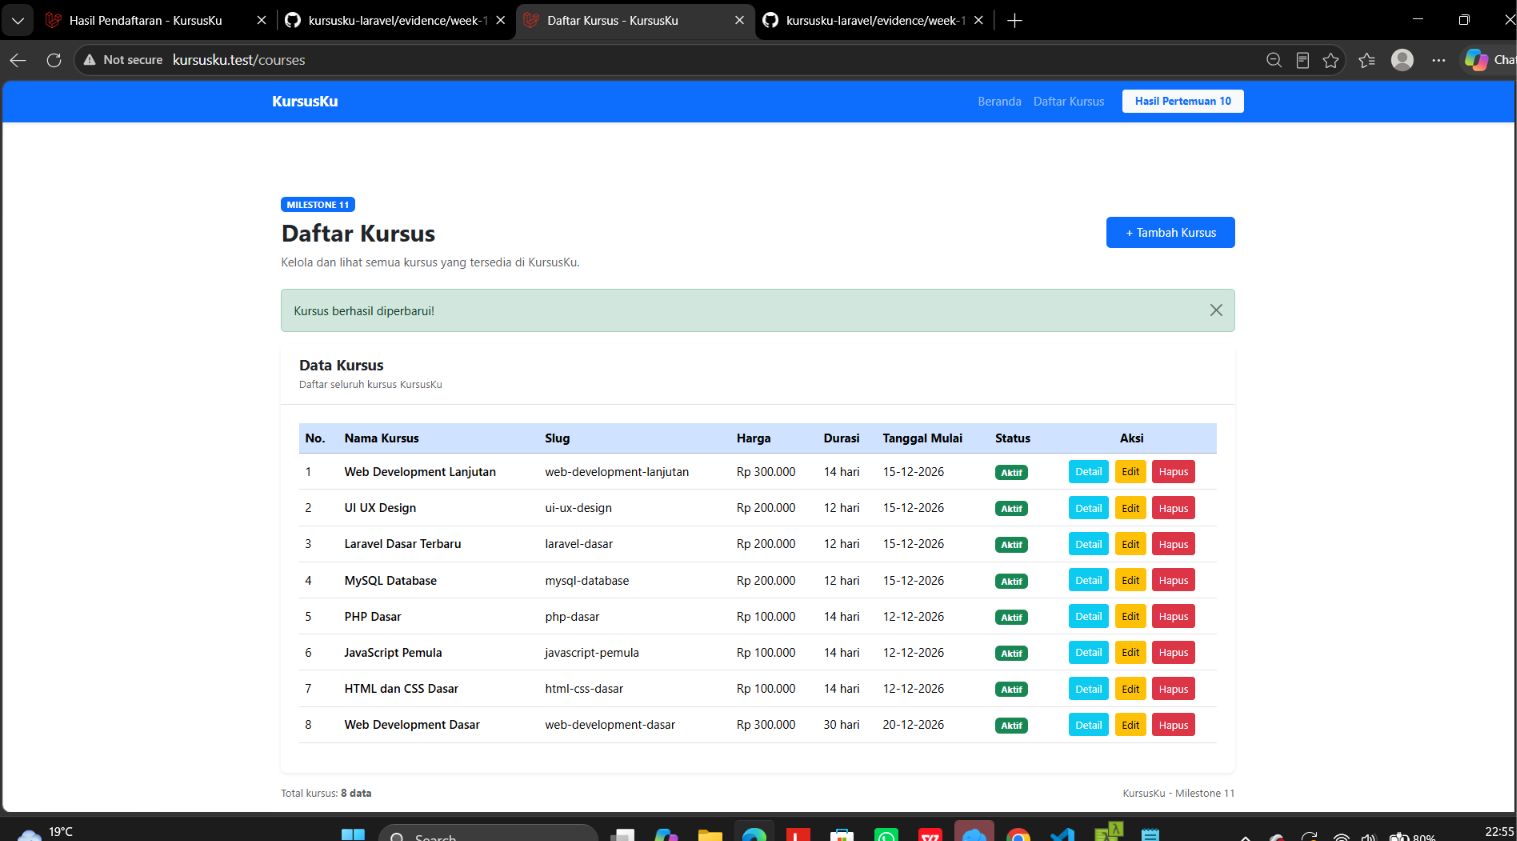 Hasil Pendaftaran - KursusKu
kursusku-laravel/evidence/week-1
Daftar Kursus - KursusKu
kursusku-laravel/evidence/week-1
Not secure kursusku.test/courses
KursusKu
Beranda Daftar Kursus Hasil Pertemuan 10
MILESTONE 11
Daftar Kursus
+ Tambah Kursus
Kelola dan lihat semua kursus yang tersedia di KursusKu.
Kursus berhasil diperbarui!
Data Kursus
Daftar seluruh kursus KursusKu
No. Nama Kursus Slug Harga Durasi Tanggal Mulai Status Aksi
1 Web Development Lanjutan web-development-lanjutan Rp 300.000 14 hari 15-12-2026 Aktif Detail Edit Hapus
2 UI UX Design ui-ux-design Rp 200.000 12 hari 15-12-2026 Aktif Detail Edit Hapus
3 Laravel Dasar Terbaru laravel-dasar Rp 200.000 12 hari 15-12-2026 Aktif Detail Edit Hapus
4 MySQL Database mysql-database Rp 200.000 12 hari 15-12-2026 Aktif Detail Edit Hapus
5 PHP Dasar php-dasar Rp 100.000 14 hari 12-12-2026 Aktif Detail Edit Hapus
6 JavaScript Pemula javascript-pemula Rp 100.000 14 hari 12-12-2026 Aktif Detail Edit Hapus
7 HTML dan CSS Dasar html-css-dasar Rp 100.000 14 hari 12-12-2026 Aktif Detail Edit Hapus
8 Web Development Dasar web-development-dasar Rp 300.000 30 hari 20-12-2026 Aktif Detail Edit Hapus
Total kursus: 8 data
KursusKu - Milestone 11
19°C
Search
80%
22:55